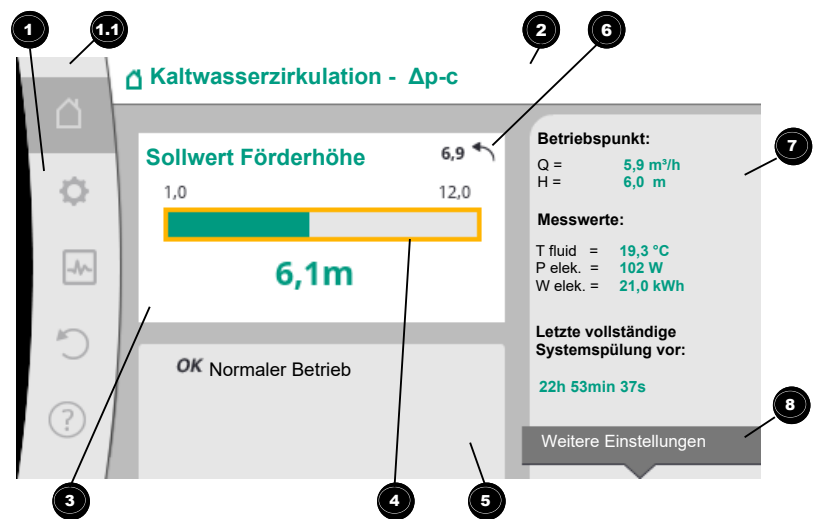 1
1.1
2
6
Kaltwasserzirkulation - Δp-c
Sollwert Förderhöhe
6,9
1,0
12,0
6,1m
OK Normaler Betrieb
Betriebspunkt:
7
Q = 5,9 m³/h
H = 6,0 m
Messwerte:
T fluid = 19,3 °C
P elek. = 102 W
W elek. = 21,0 kWh
Letzte vollständige
Systemspülung vor:
22h 53min 37s
8
Weitere Einstellungen
?
3
4
5